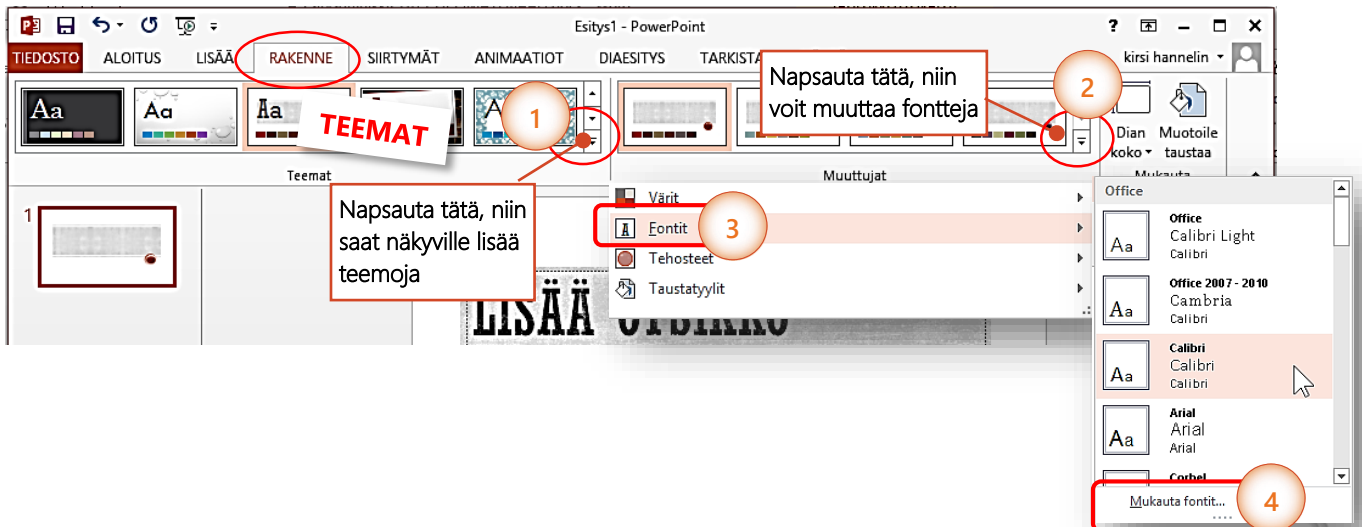 Esitys1 - PowerPoint
TIEDOSTO ALOITUS LISÄÄ RAKENNE SIIRTYMÄT ANIMAATIOT DIAESITYS TARKISTA
kirsi hannelin
Aa Aa Aa
TEEMAT
1
Napsauta tätä, niin
voit muuttaa fontteja
2
Dian
koko
Muotoile
taustaa
Teemat
Muuttujat
Mukauta
1
Napsauta tätä, niin
saat näkyville lisää
teemoja
Värit
Fontit
3
Tehosteet
Taustatyylit
LISÄÄ OTSIKKO
Office
Aa
Office
Calibri Light
Calibri
Aa
Office 2007 - 2010
Cambria
Calibri
Aa
Calibri
Calibri
Calibri
Aa
Arial
Arial
Arial
Corbel
Mukauta fontit...
4